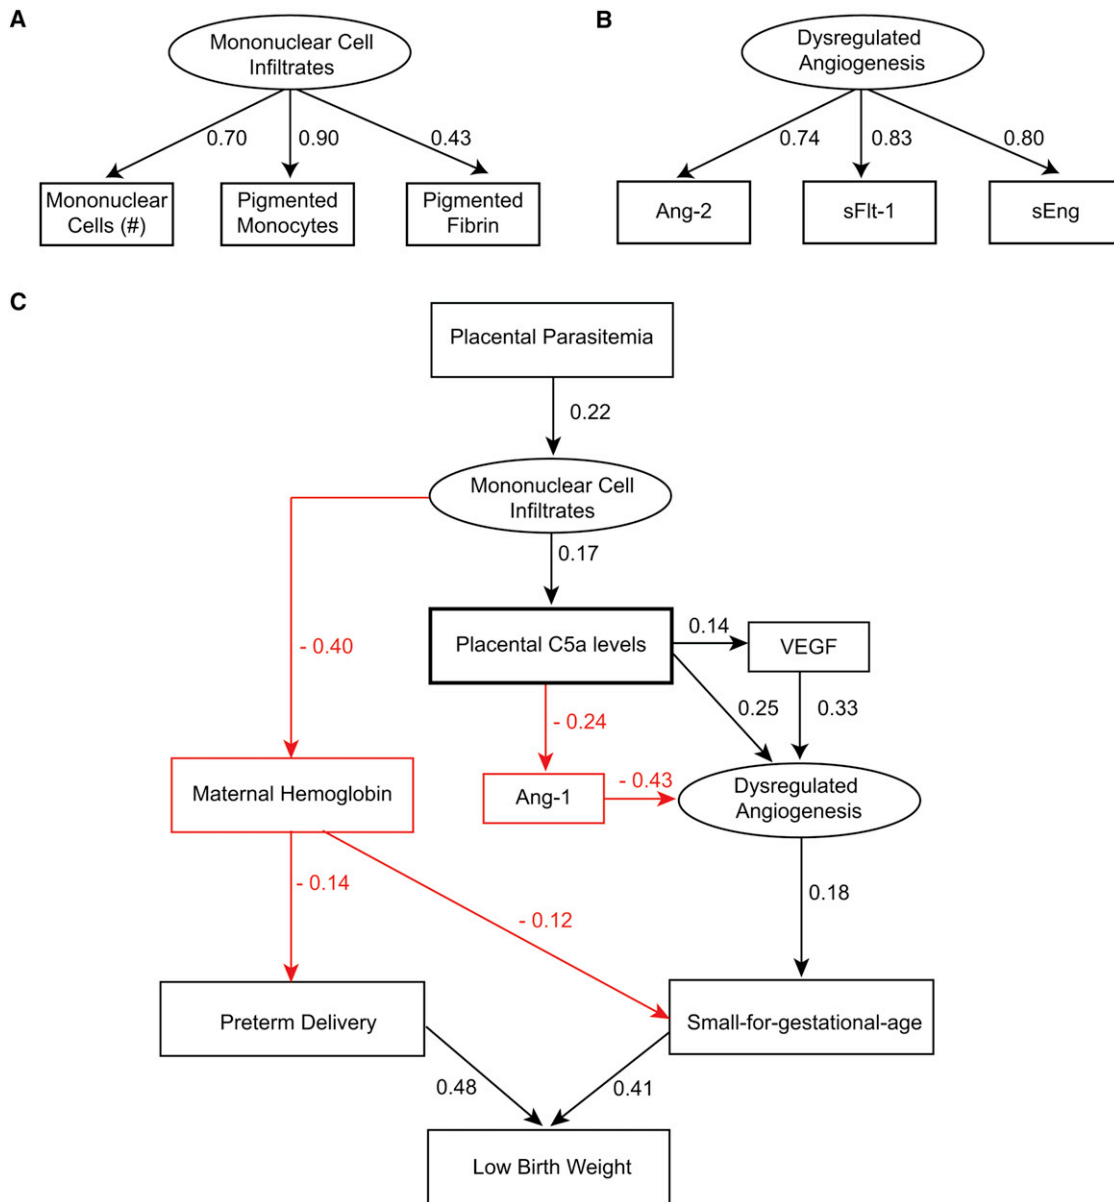 A
Mononuclear Cell
Infiltrates
0.70
0.90
0.43
Mononuclear
Cells (#)
Pigmented
Monocytes
Pigmented
Fibrin
B
Dysregulated
Angiogenesis
0.74
0.83
0.80
Ang-2
sFlt-1
sEng
C
Placental Parasitemia
0.22
Mononuclear Cell
Infiltrates
0.17
- 0.40
Placental C5a levels
0.14
VEGF
- 0.24
0.25
0.33
Maternal Hemoglobin
Ang-1
- 0.43
Dysregulated
Angiogenesis
- 0.14
- 0.12
0.18
Preterm Delivery
Small-for-gestational-age
0.48
0.41
Low Birth Weight